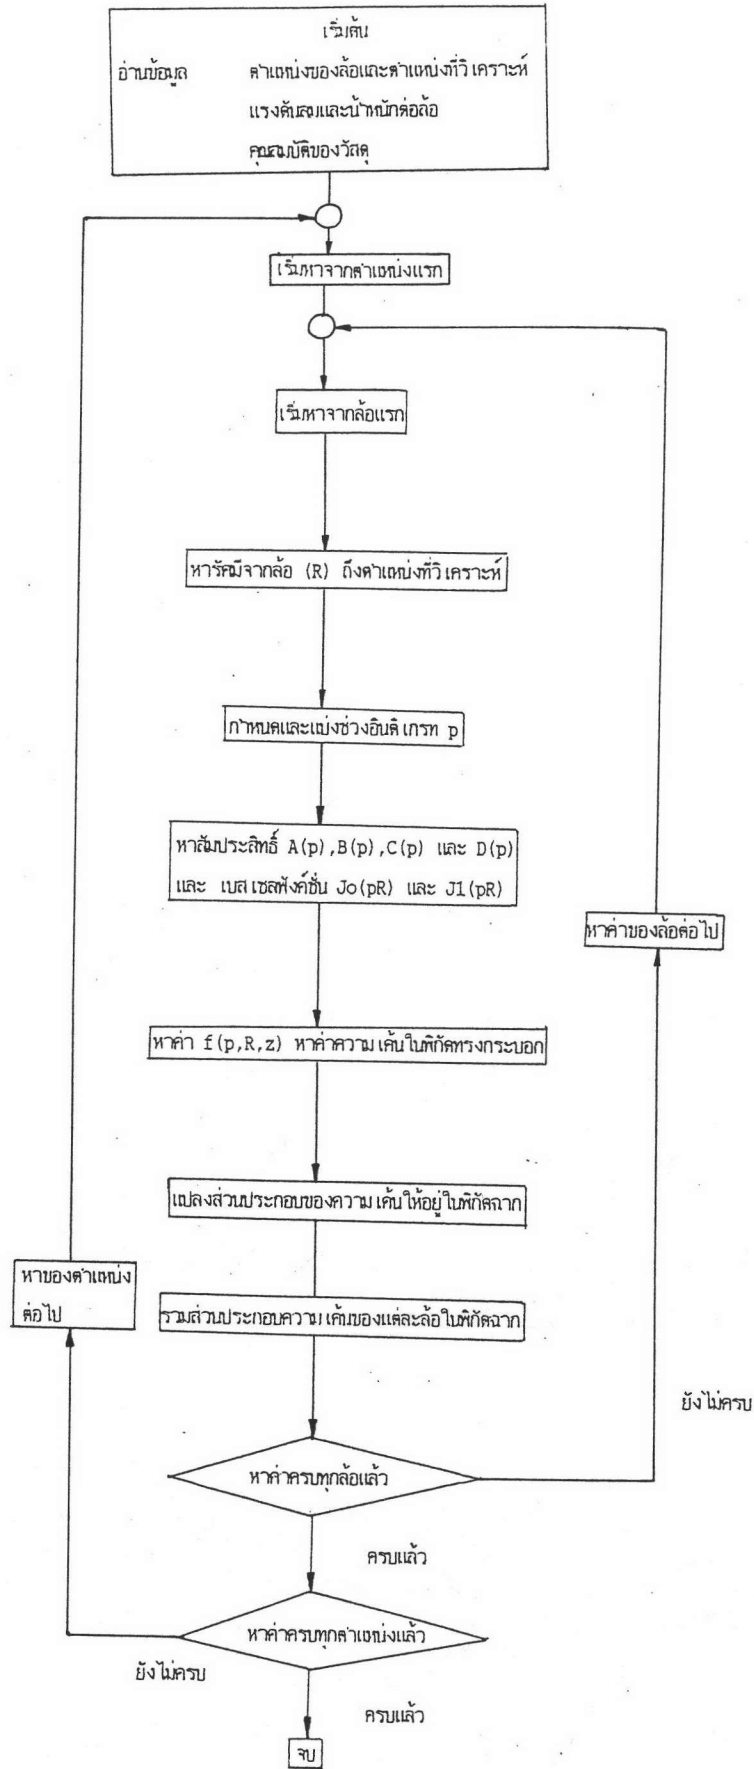 เริ่มต้น
อ่านข้อมูล ตำแหน่งของล้อและตำแหน่งที่วิเคราะห์
แรงดันลมและน้ำหนักต่อล้อ
คุณสมบัติของวัสดุ
เริ่มหาจากตำแหน่งแรก
เริ่มหาจากล้อแรก
หารัศมีจากล้อ (R) ถึงตำแหน่งที่วิเคราะห์
กำหนดและแบ่งช่วงอินติเกรท p
หาสัมประสิทธิ์ A(p),B(p),C(p) และ D(p)
และ เบสเซลฟังค์ชั่น Jo(pR) และ J1(pR)
หาค่าของล้อต่อไป
หาค่า f(p,R,z) หาค่าความเค้นในพิกัดทรงกระบอก
แปลงส่วนประกอบของความเค้นให้อยู่ในพิกัดฉาก
หาของตำแหน่ง
ต่อไป
รวมส่วนประกอบความเค้นของแต่ละล้อในพิกัดฉาก
ยังไม่ครบ
หาค่าครบทุกล้อแล้ว
ครบแล้ว
หาค่าครบทุกตำแหน่งแล้ว
ยังไม่ครบ
ครบแล้ว
จบ